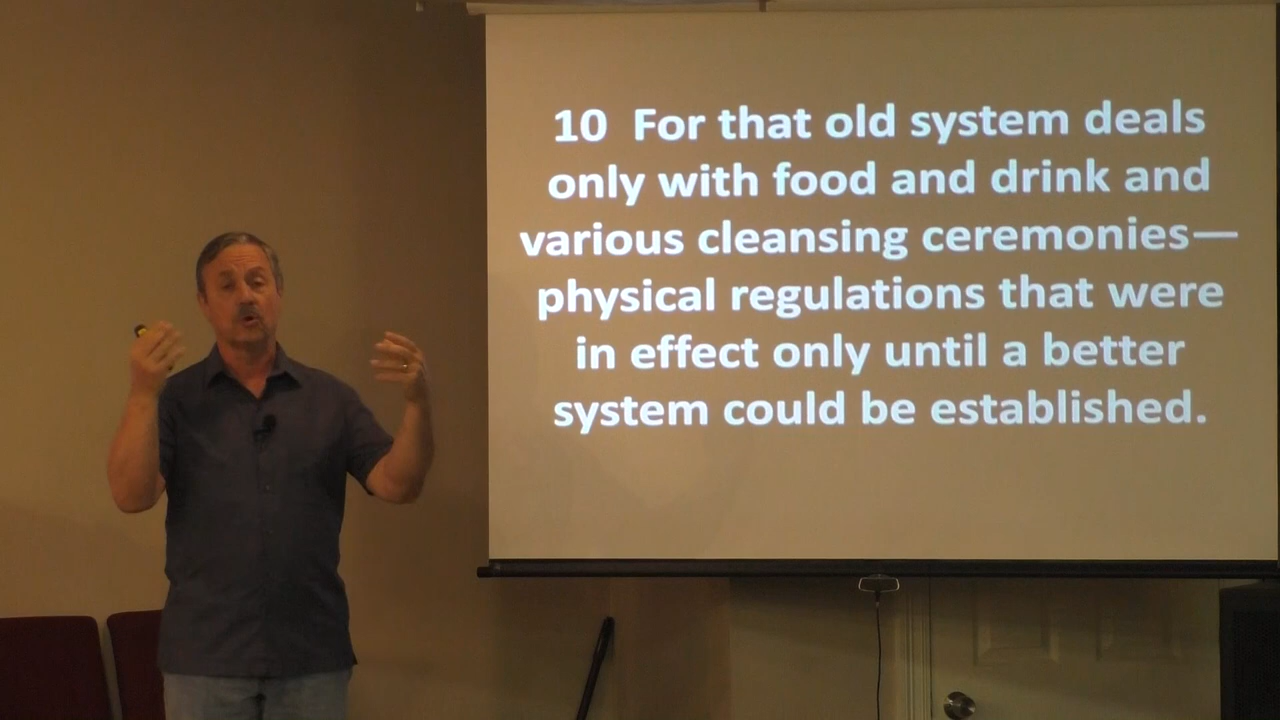 10 For that old system deals
only with food and drink and
various cleansing ceremonies—
physical regulations that were
in effect only until a better
system could be established.